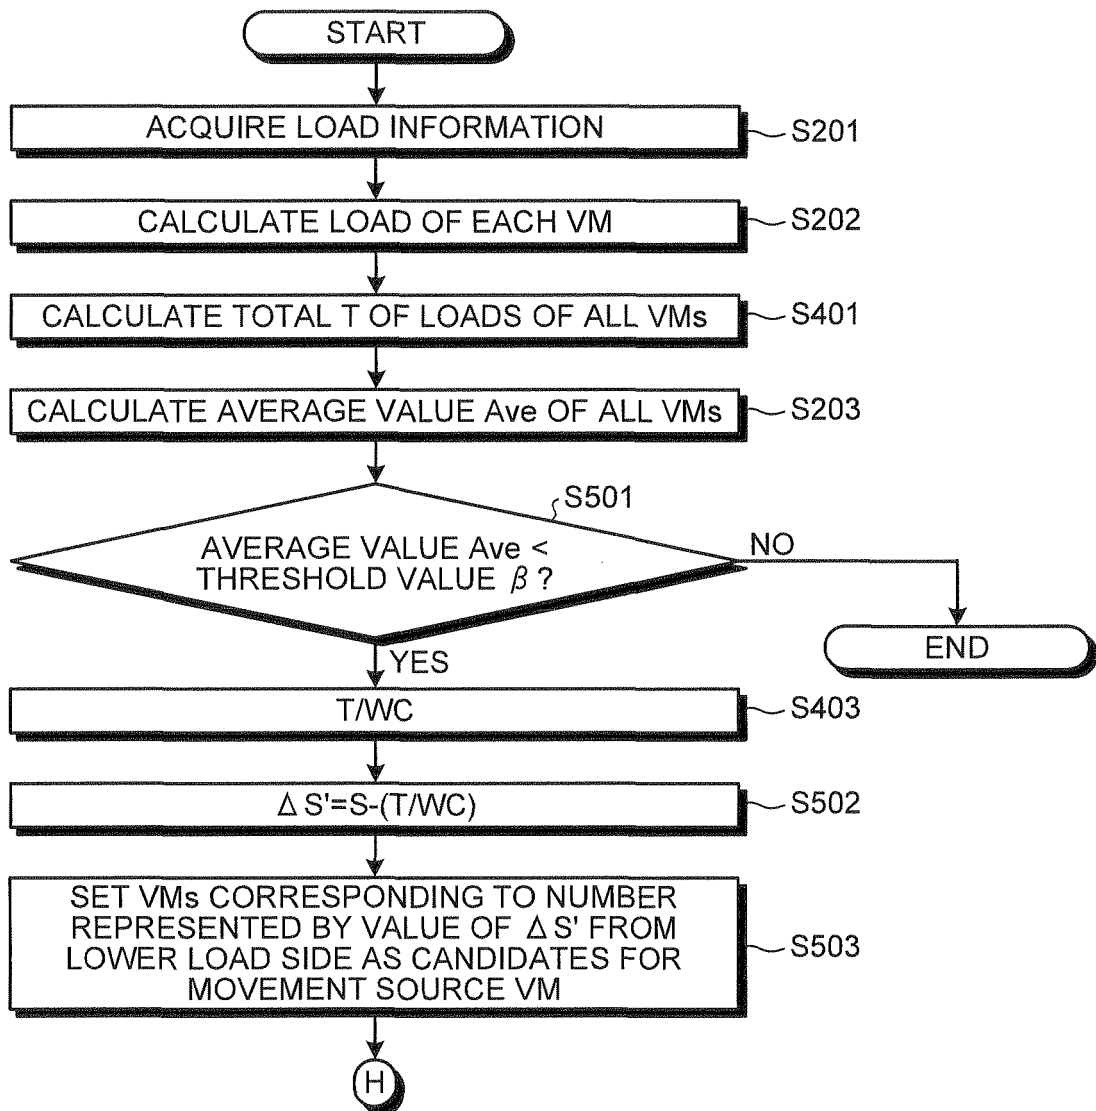 START
ACQUIRE LOAD INFORMATION
S201
CALCULATE LOAD OF EACH VM
S202
CALCULATE TOTAL T OF LOADS OF ALL VMs
S401
CALCULATE AVERAGE VALUE Ave OF ALL VMs
S203
S501
AVERAGE VALUE Ave <
THRESHOLD VALUE β ?
NO
END
YES
T/WC
S403
Δ S'=S-(T/WC)
S502
SET VMs CORRESPONDING TO NUMBER
REPRESENTED BY VALUE OF Δ S' FROM
LOWER LOAD SIDE AS CANDIDATES FOR
MOVEMENT SOURCE VM
S503
H